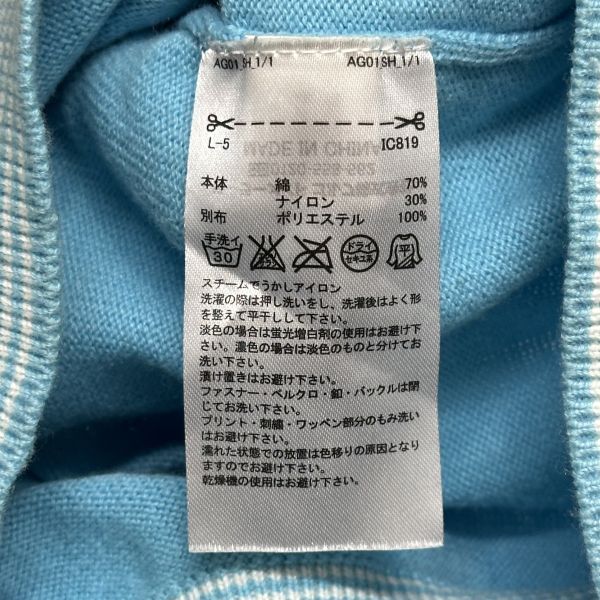 AG01_SH_1/1 AG01_SH_1/1
L-5 IC819
MADE IN CHINA
本体 綿 70%
ナイロン 30%
別布 ポリエステル 100%
手洗イ 30 ドライ セキユ系 平
スチームでうかしアイロン
洗濯の際は押し洗いをし、洗濯後はよく形
を整えて平干しして下さい。
淡色の場合は蛍光増白剤の使用はお避け下
さい。濃色の場合は淡色のものと分けてお
洗い下さい。
漬け置きはお避け下さい。
ファスナー・ベルクロ・釦・バックルは閉
じてお洗い下さい。
プリント・刺繍・ワッペン部分のもみ洗い
はお避け下さい。
濡れた状態での放置は色移りの原因となり
ますのでお避け下さい。
乾燥機の使用はお避け下さい。